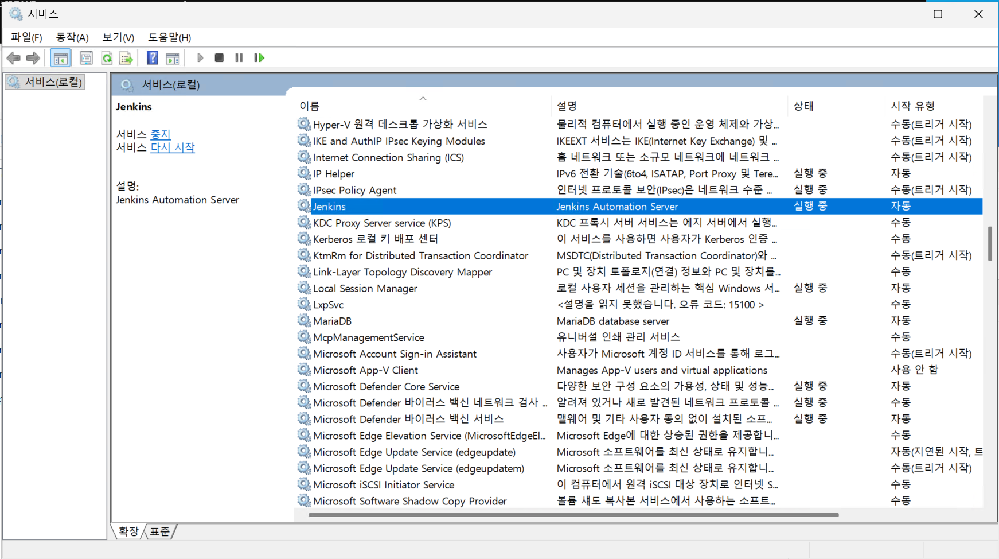 서비스
파일(F) 동작(A) 보기(V) 도움말(H)
서비스(로컬)
서비스(로컬)
Jenkins
서비스 중지
서비스 다시 시작
설명:
Jenkins Automation Server
이름 설명 상태 시작 유형
Hyper-V 원격 데스크톱 가상화 서비스 물리적 컴퓨터에서 실행 중인 운영 체제와 가상... 수동(트리거 시작)
IKE and AuthIP IPsec Keying Modules IKEEXT 서비스는 IKE(Internet Key Exchange) 및 ... 수동(트리거 시작)
Internet Connection Sharing (ICS) 홈 네트워크 또는 소규모 네트워크에 네트워크 ... 수동(트리거 시작)
IP Helper IPv6 전환 기술(6to4, ISATAP, Port Proxy 및 Tere... 실행 중 자동
IPsec Policy Agent 인터넷 프로토콜 보안(IPsec)은 네트워크 수준 ... 실행 중 수동(트리거 시작)
Jenkins Jenkins Automation Server 실행 중 자동
KDC Proxy Server service (KPS) KDC 프록시 서버 서비스는 에지 서버에서 실행... 수동
Kerberos 로컬 키 배포 센터 이 서비스를 사용하면 사용자가 Kerberos 인증 ... 수동
KtmRm for Distributed Transaction Coordinator MSDTC(Distributed Transaction Coordinator)와 ... 수동(트리거 시작)
Link-Layer Topology Discovery Mapper PC 및 장치 토폴로지(연결) 정보와 PC 및 장치를... 수동
Local Session Manager 로컬 사용자 세션을 관리하는 핵심 Windows 서... 실행 중 자동
LxpSvc <설명을 읽지 못했습니다. 오류 코드: 15100 > 수동
MariaDB MariaDB database server 실행 중 자동
McpManagementService 유니버설 인쇄 관리 서비스 수동
Microsoft Account Sign-in Assistant 사용자가 Microsoft 계정 ID 서비스를 통해 로그... 수동(트리거 시작)
Microsoft App-V Client Manages App-V users and virtual applications 사용 안 함
Microsoft Defender Core Service 다양한 보안 구성 요소의 가용성, 상태 및 성능... 실행 중 자동
Microsoft Defender 바이러스 백신 네트워크 검사 ... 알려져 있거나 새로 발견된 네트워크 프로토콜 ... 실행 중 수동
Microsoft Defender 바이러스 백신 서비스 맬웨어 및 기타 사용자 동의 없이 설치된 소프... 실행 중 자동
Microsoft Edge Elevation Service (MicrosoftEdgeEl... Microsoft Edge에 대한 상승된 권한을 제공합니... 수동
Microsoft Edge Update Service (edgeupdate) Microsoft 소프트웨어를 최신 상태로 유지합니... 자동(지연된 시작, 트
Microsoft Edge Update Service (edgeupdatem) Microsoft 소프트웨어를 최신 상태로 유지합니... 수동(트리거 시작)
Microsoft iSCSI Initiator Service 이 컴퓨터에서 원격 iSCSI 대상 장치로 인터넷 S... 수동
Microsoft Software Shadow Copy Provider 볼륨 섀도 복사본 서비스에서 사용하는 소프트... 수동
확장 표준